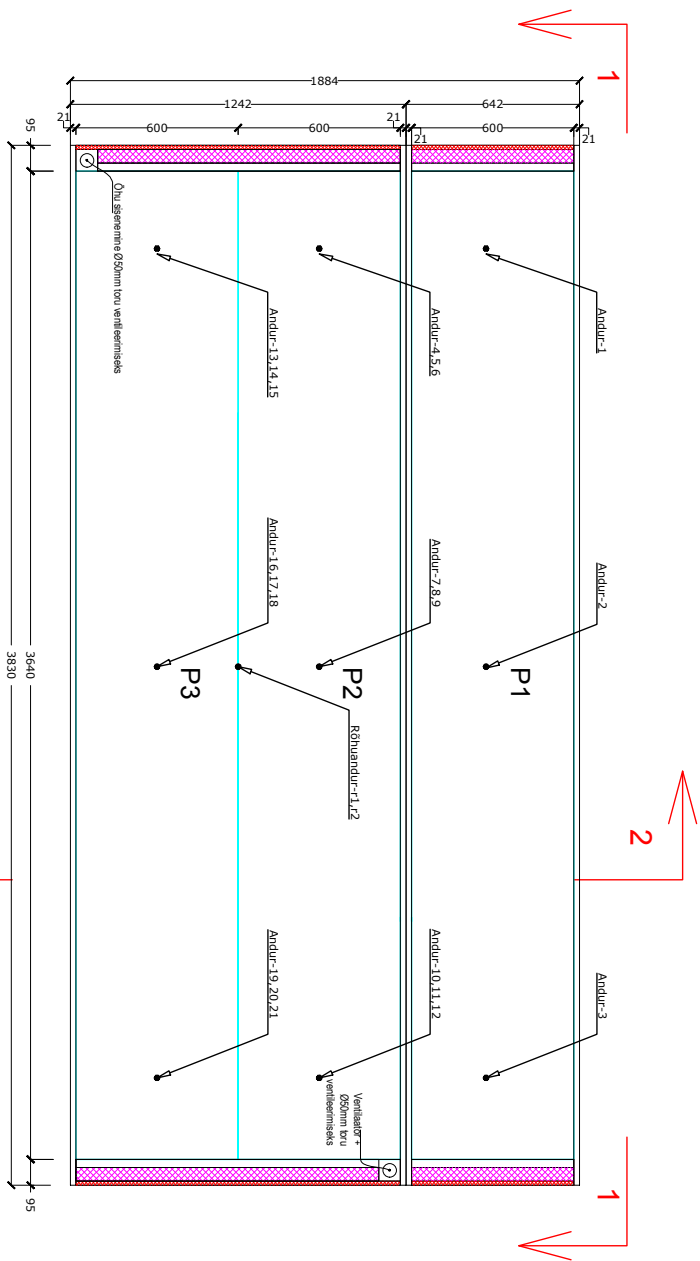 1
1
2
1884
1242
642
21
600
600
21
21
600
21
95
3640
3830
95
Andur-1
Andur-2
Andur-3
P1
Andur-4,5,6
Andur-7,8,9
Andur-10,11,12
P2
Rõhuandur-r1,r2
Andur-13,14,15
Andur-16,17,18
Andur-19,20,21
P3
Õhu sisenemine Ø50mm toru ventileerimiseks
Ventilaator +
Ø50mm toru
ventileerimiseks